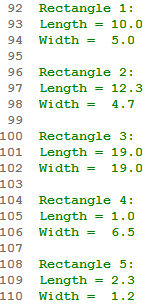 92 Rectangle 1:
93 Length = 10.0
94 Width =  5.0
95
96 Rectangle 2:
97 Length = 12.3
98 Width =  4.7
99
100 Rectangle 3:
101 Length = 19.0
102 Width =  19.0
103
104 Rectangle 4:
105 Length = 1.0
106 Width =  6.5
107
108 Rectangle 5:
109 Length = 2.3
110 Width =  1.2